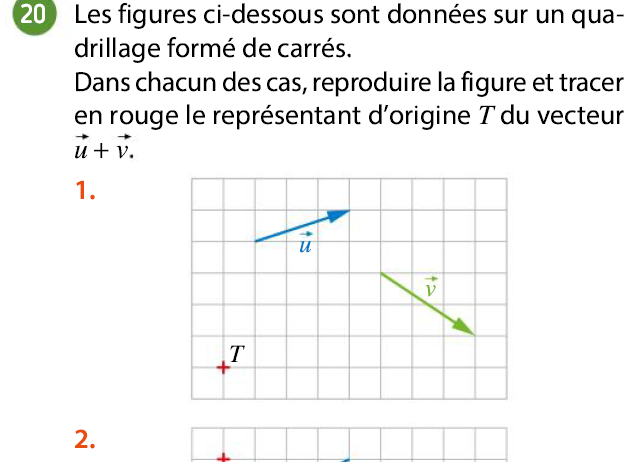 20 Les figures ci-dessous sont données sur un qua-
drillage formé de carrés.
Dans chacun des cas, reproduire la figure et tracer
en rouge le représentant d'origine T du vecteur
u⃗ + v⃗.
1.
u⃗
v⃗
T
2.